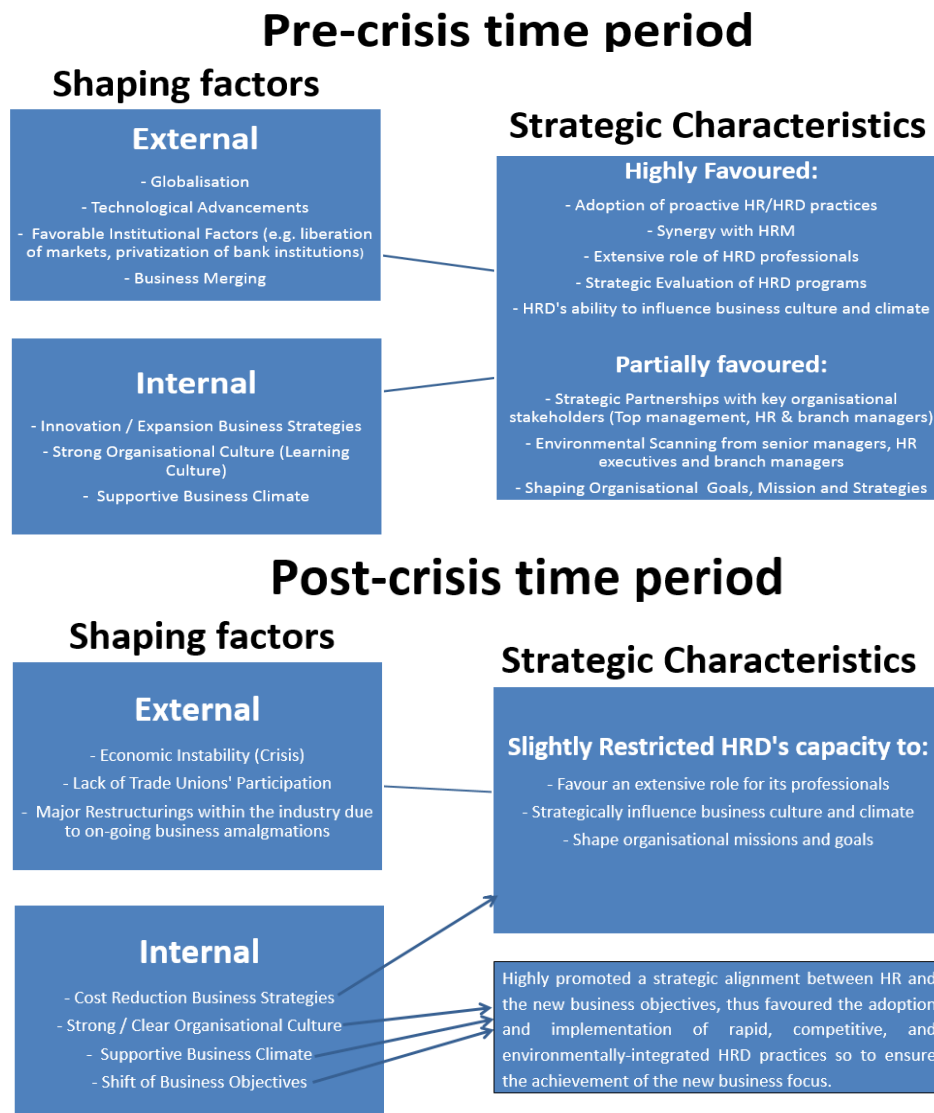 Pre-crisis time period
Shaping factors
External
- Globalisation
- Technological Advancements
- Favorable Institutional Factors (e.g. liberation
of markets, privatization of bank institutions)
- Business Merging
Internal
- Innovation / Expansion Business Strategies
- Strong Organisational Culture (Learning
Culture)
- Supportive Business Climate
Strategic Characteristics
Highly Favoured:
- Adoption of proactive HR/HRD practices
- Synergy with HRM
- Extensive role of HRD professionals
- Strategic Evaluation of HRD programs
- HRD's ability to influence business culture and climate
Partially favoured:
- Strategic Partnerships with key organisational
stakeholders (Top management, HR & branch managers)
- Environmental Scanning from senior managers, HR
executives and branch managers
- Shaping Organisational Goals, Mission and Strategies
Post-crisis time period
Shaping factors
External
- Economic Instability (Crisis)
- Lack of Trade Unions' Participation
- Major Restructurings within the industry due
to on-going business amalgmations
Internal
- Cost Reduction Business Strategies
- Strong / Clear Organisational Culture
- Supportive Business Climate
- Shift of Business Objectives
Strategic Characteristics
Slightly Restricted HRD's capacity to:
- Favour an extensive role for its professionals
- Strategically influence business culture and climate
- Shape organisational missions and goals
Highly promoted a strategic alignment between HR and
the new business objectives, thus favoured the adoption
and implementation of rapid, competitive, and
environmentally-integrated HRD practices so to ensure
the achievement of the new business focus.